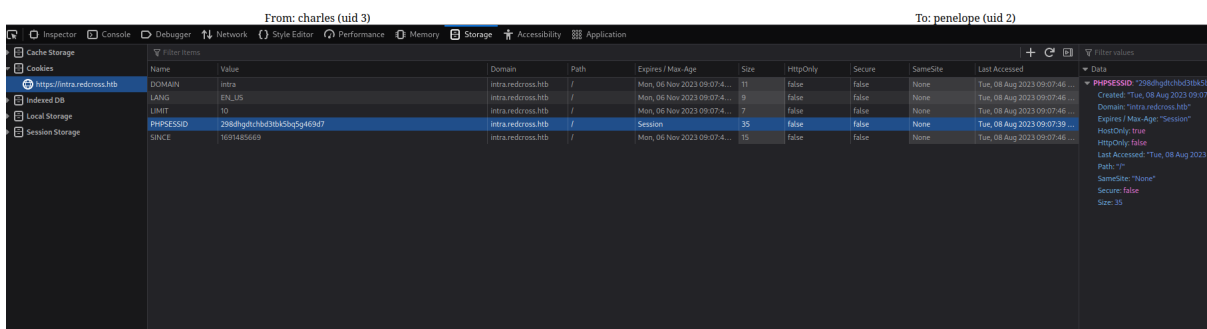 From: charles (uid 3) To: penelope (uid 2)
Inspector Console Debugger Network Style Editor Performance Memory Storage Accessibility Application
Cache Storage Filter Items Filter values
Cookies Name Value Domain Path Expires / Max-Age Size HttpOnly Secure SameSite Last Accessed Data
https://intra.redcross.htb DOMAIN intra intra.redcross.htb / Mon, 06 Nov 2023 09:07:4... 11 false false None Tue, 08 Aug 2023 09:07:46 ... PHPSESSID: "298dhgdtchbd3tbk5b
Indexed DB LANG EN_US intra.redcross.htb / Mon, 06 Nov 2023 09:07:4... 9 false false None Tue, 08 Aug 2023 09:07:46 ... Created: "Tue, 08 Aug 2023 09:07
Local Storage LIMIT 10 intra.redcross.htb / Mon, 06 Nov 2023 09:07:4... 7 false false None Tue, 08 Aug 2023 09:07:46 ... Domain: "intra.redcross.htb"
Session Storage PHPSESSID 298dhgdtchbd3tbk5bq5g469d7 intra.redcross.htb / Session 35 false false None Tue, 08 Aug 2023 09:07:39 ... Expires / Max-Age: "Session"
SINCE 1691485669 intra.redcross.htb / Mon, 06 Nov 2023 09:07:4... 15 false false None Tue, 08 Aug 2023 09:07:46 ... HostOnly: true
HttpOnly: false
Last Accessed: "Tue, 08 Aug 2023
Path: "/"
SameSite: "None"
Secure: false
Size: 35